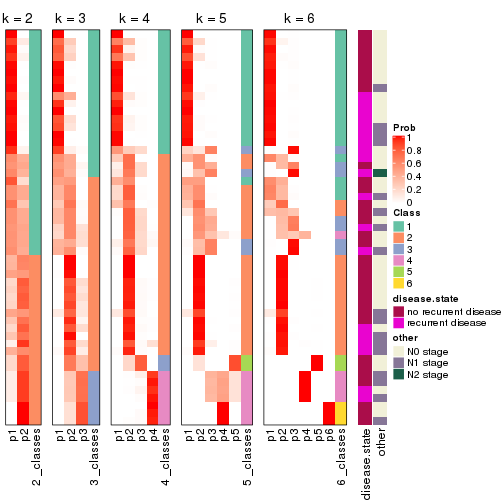 k = 2 k = 3 k = 4 k = 5 k = 6
Prob
1
0.8
0.6
0.4
0.2
0
Class
1
2
3
4
5
6
disease.state
no recurrent disease
recurrent disease
other
N0 stage
N1 stage
N2 stage
p1 p2 2_classes p1 p2 p3 3_classes p1 p2 p3 p4 4_classes p1 p2 p3 p4 p5 5_classes p1 p2 p3 p4 p5 p6 6_classes disease.state other